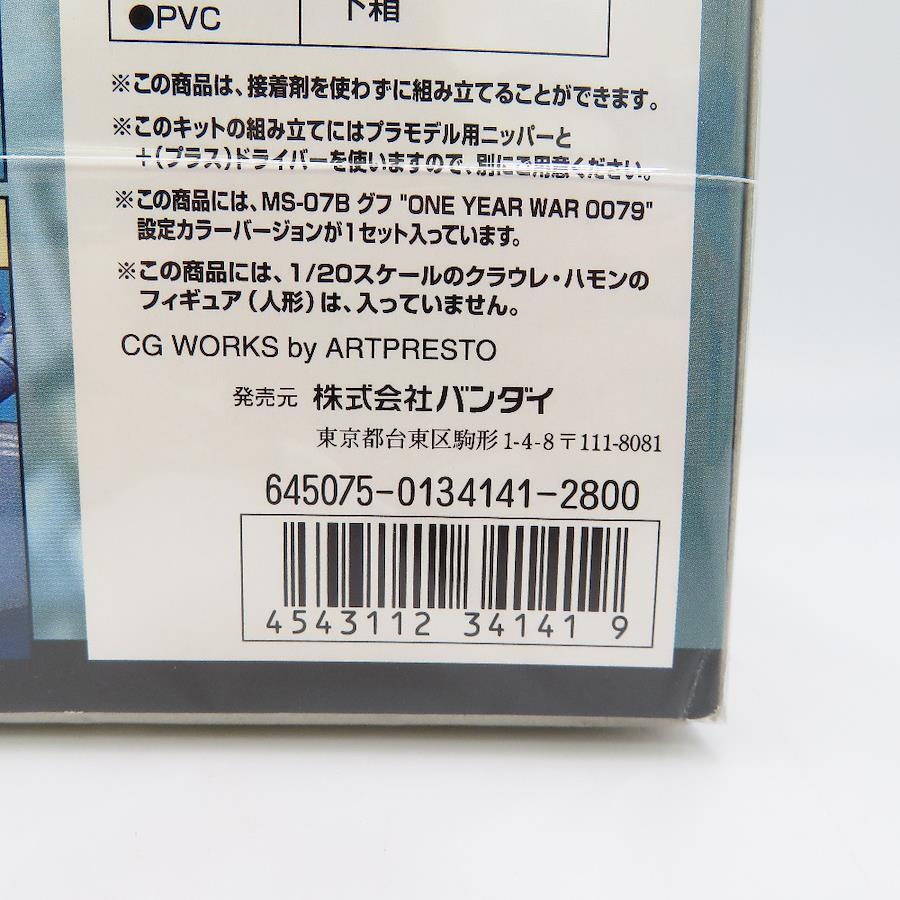 ●PVC
下箱
※この商品は、接着剤を使わずに組み立てることができます。
※このキットの組み立てにはプラモデル用ニッパーと
+(プラス)ドライバーを使いますので、別にご用意ください。
※この商品には、MS-07B グフ "ONE YEAR WAR 0079"
設定カラーバージョンが1セット入っています。
※この商品には、1/20スケールのクラウレ・ハモンの
フィギュア(人形)は、入っていません。
CG WORKS by ARTPRESTO
発売元 株式会社バンダイ
東京都台東区駒形1-4-8〒111-8081
645075-0134141-2800
4543112 34141 9